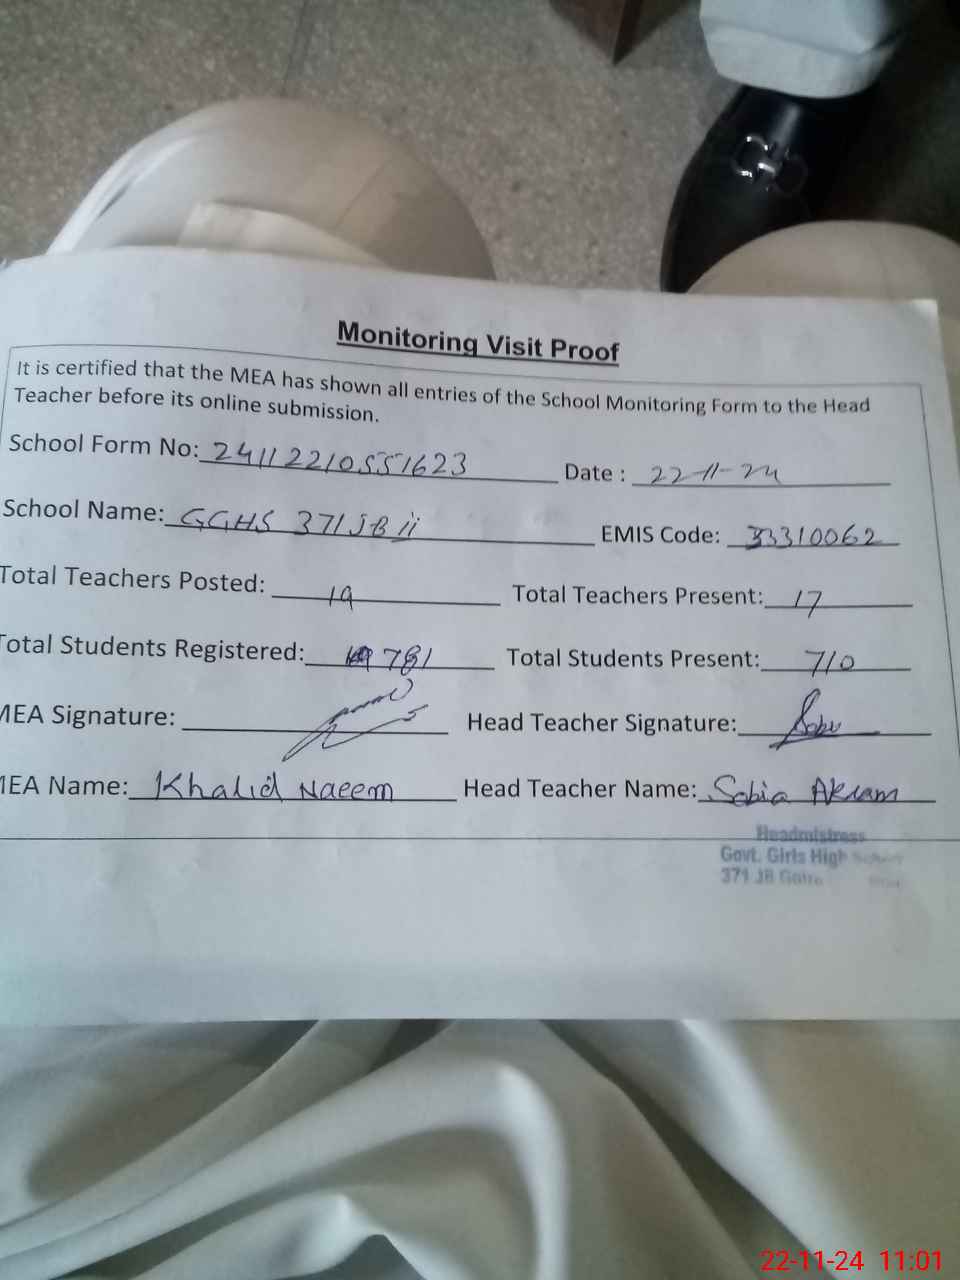 Monitoring Visit Proof
It is certified that the MEA has shown all entries of the School Monitoring Form to the Head
Teacher before its online submission.
School Form No: 24112210551623 Date : 22-11-24
School Name: GGHS 371 JB ii EMIS Code: 33310062
Total Teachers Posted: 19 Total Teachers Present: 17
Total Students Registered: 781 Total Students Present: 710
MEA Signature: Head Teacher Signature:
MEA Name: Khalid Naeem Head Teacher Name: Sobia Akram
Headmistress
Govt. Girls High School
371 JB
22-11-24 11:01